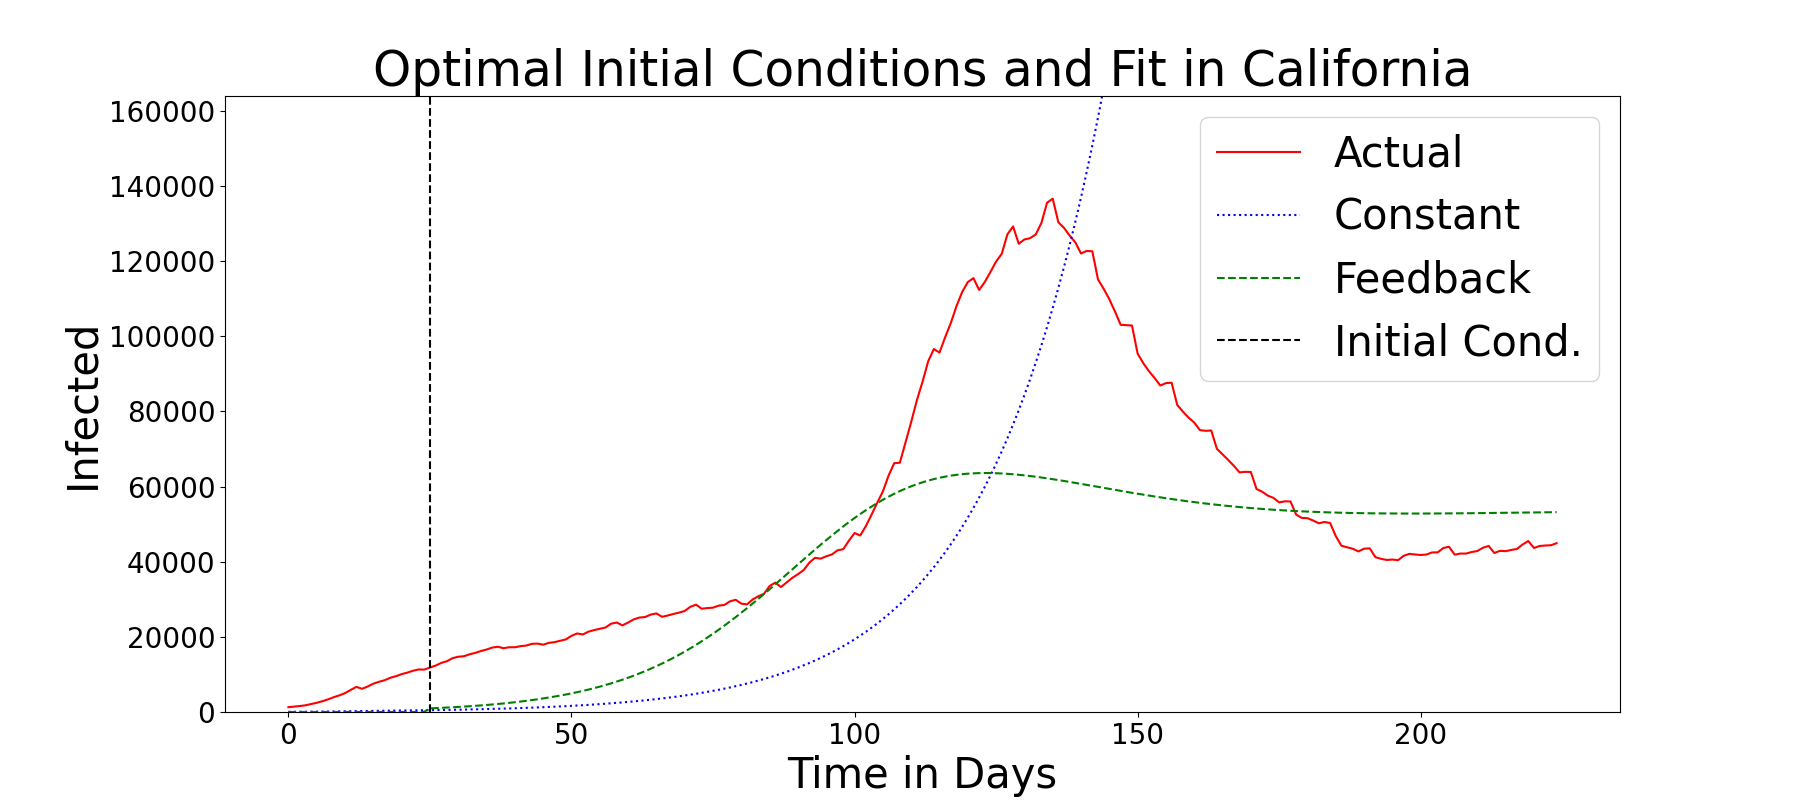 Optimal Initial Conditions and Fit in California
160000
140000
120000
100000
80000
60000
40000
20000
0
Infected
Actual
Constant
Feedback
Initial Cond.
0 50 100 150 200
Time in Days